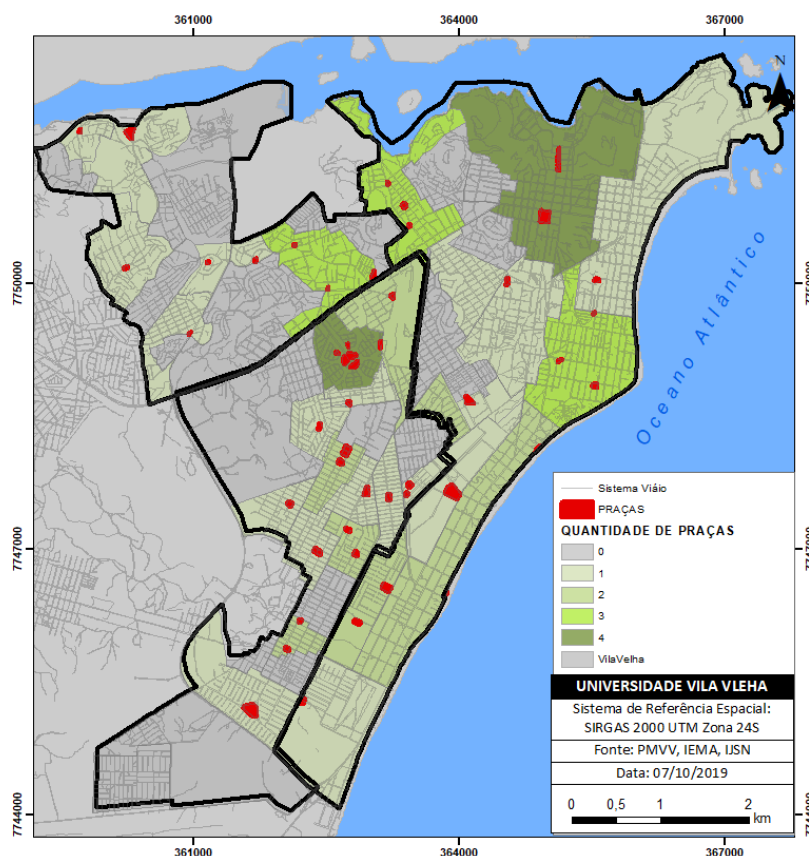 361000 364000 367000
N
7750000 7750000
Oceano Atlântico
Sistema Viáio
PRAÇAS
QUANTIDADE DE PRAÇAS
0
1
2
3
4
VilaVelha
7747000 7747000
UNIVERSIDADE VILA VLEHA
Sistema de Referência Espacial:
SIRGAS 2000 UTM Zona 24S
Fonte: PMVV, IEMA, IJSN
Data: 07/10/2019
0 0,5 1 2
km
7744000 7744000
361000 364000 367000